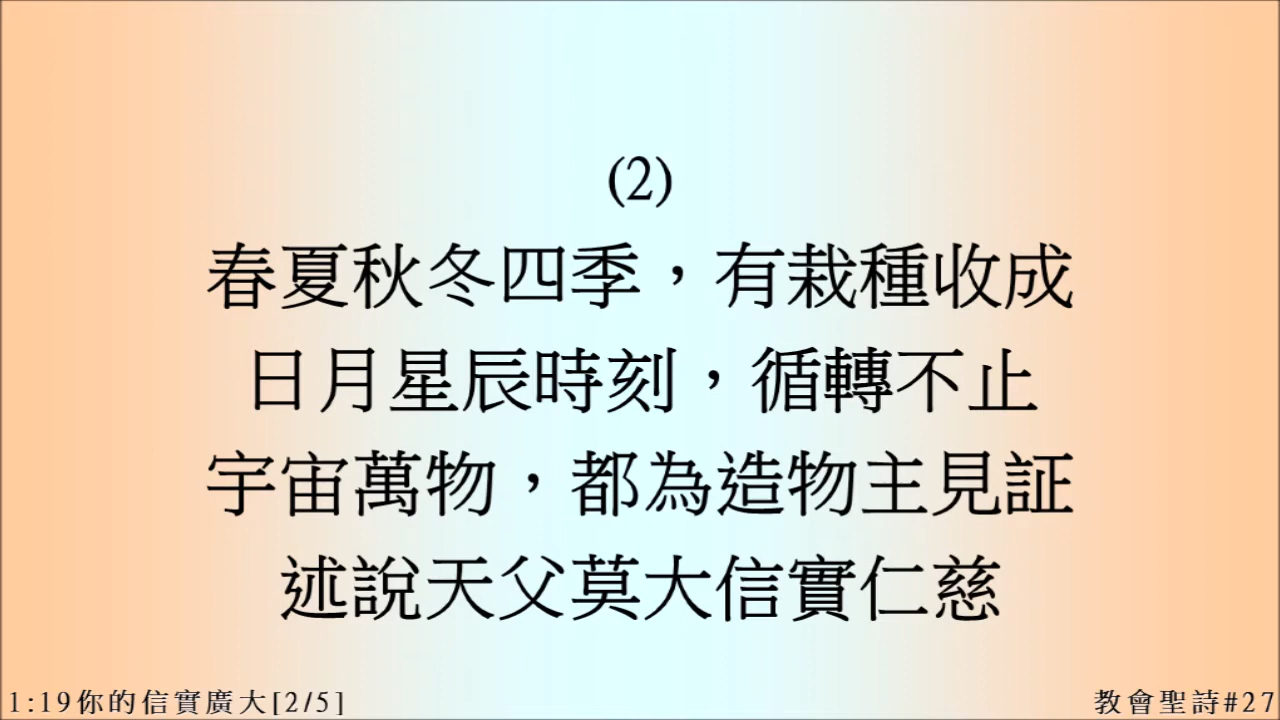 (2)
春夏秋冬四季，有栽種收成
日月星辰時刻，循轉不止
宇宙萬物，都為造物主見証
述說天父莫大信實仁慈
1:19你的信實廣大[2/5]
教會聖詩#27